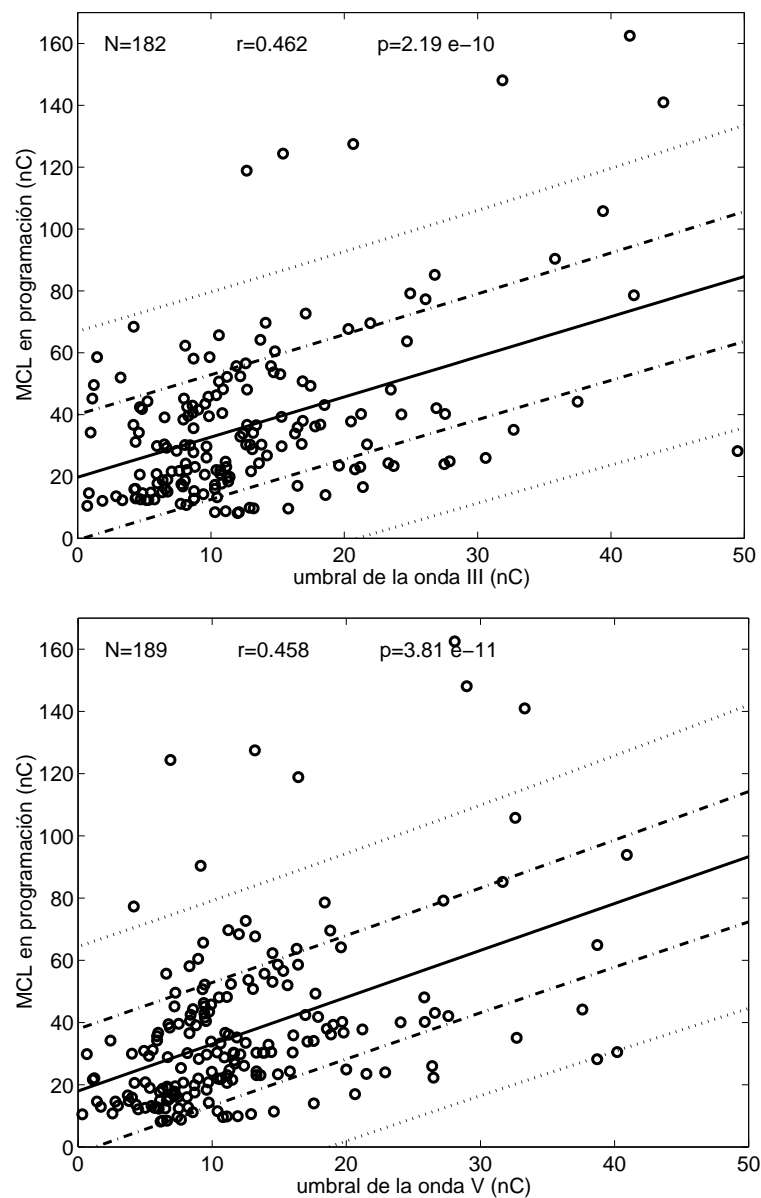 N=182 r=0.462 p=2.19 e−10
MCL en programación (nC)
160
140
120
100
80
60
40
20
0
0 10 20 30 40 50
umbral de la onda III (nC)
N=189 r=0.458 p=3.81 e−11
MCL en programación (nC)
160
140
120
100
80
60
40
20
0
0 10 20 30 40 50
umbral de la onda V (nC)